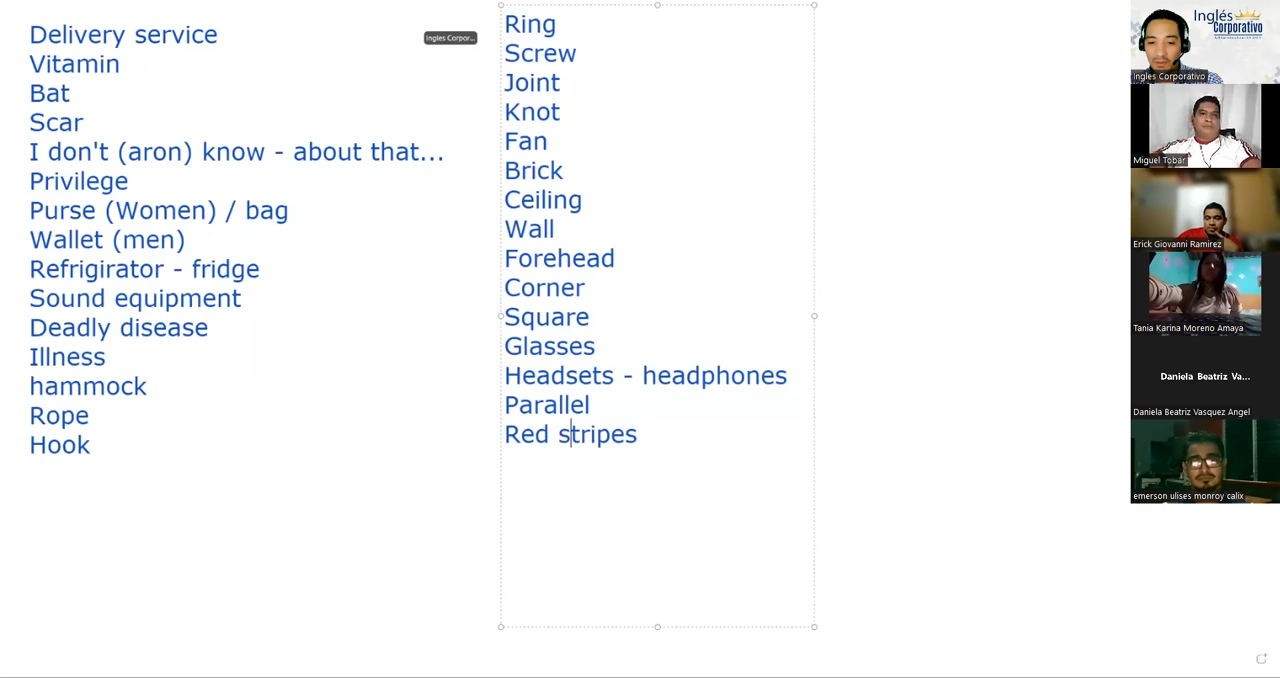 Delivery service
Vitamin
Bat
Scar
I don't (aron) know - about that...
Privilege
Purse (Women) / bag
Wallet (men)
Refrigirator - fridge
Sound equipment
Deadly disease
Illness
hammock
Rope
Hook
Ingles Corpor...
Ring
Screw
Joint
Knot
Fan
Brick
Ceiling
Wall
Forehead
Corner
Square
Glasses
Headsets - headphones
Parallel
Red stripes
Inglés
Corporativo
Ingles Corporativo
Miguel Tobar
Erick Giovanni Ramirez
Tania Karina Moreno Amaya
Daniela Beatriz Va...
Daniela Beatriz Vasquez Angel
emerson ulises monroy calix